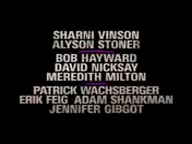 SHARNI VINSON
ALYSON STONER
BOB HAYWARD
DAVID NICKSAY
MEREDITH MILTON
PATRICK WACHSBERGER
ERIK FEIG ADAM SHANKMAN
JENNIFER GIBGOT